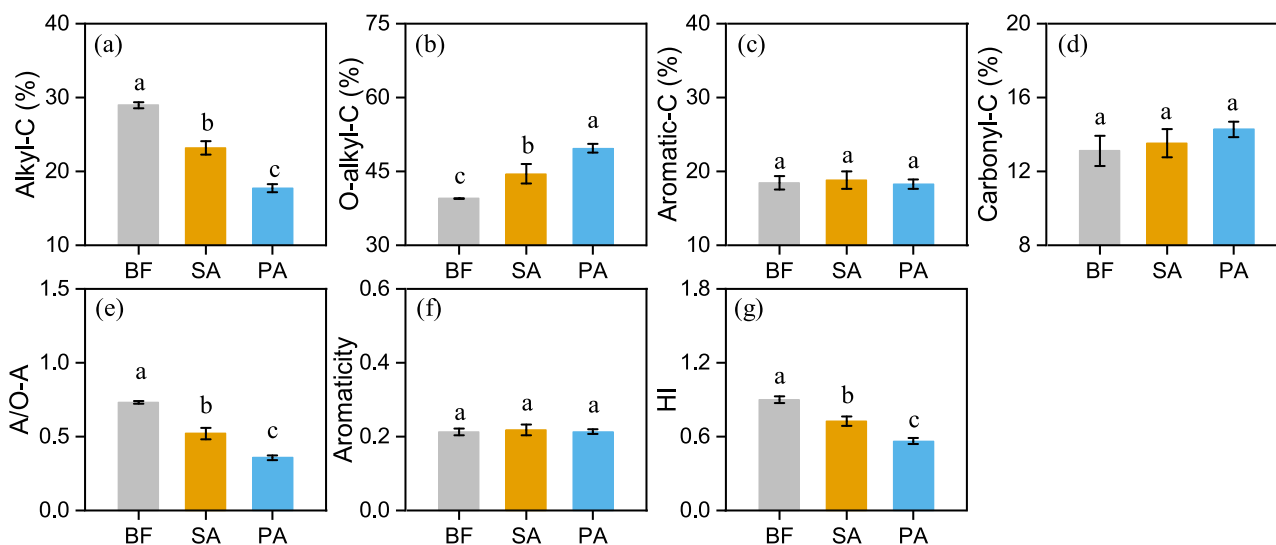 (a)
Alkyl-C (%)
40
30
20
10
a
b
c
BF SA PA
(b)
O-alkyl-C (%)
75
60
45
30
c
b
a
BF SA PA
(c)
Aromatic-C (%)
40
30
20
10
a
a
a
BF SA PA
(d)
Carbonyl-C (%)
20
16
12
8
a
a
a
BF SA PA
(e)
A/O-A
1.5
1.0
0.5
0.0
a
b
c
BF SA PA
(f)
Aromaticity
0.6
0.4
0.2
0.0
a
a
a
BF SA PA
(g)
HI
1.8
1.2
0.6
0.0
a
b
c
BF SA PA